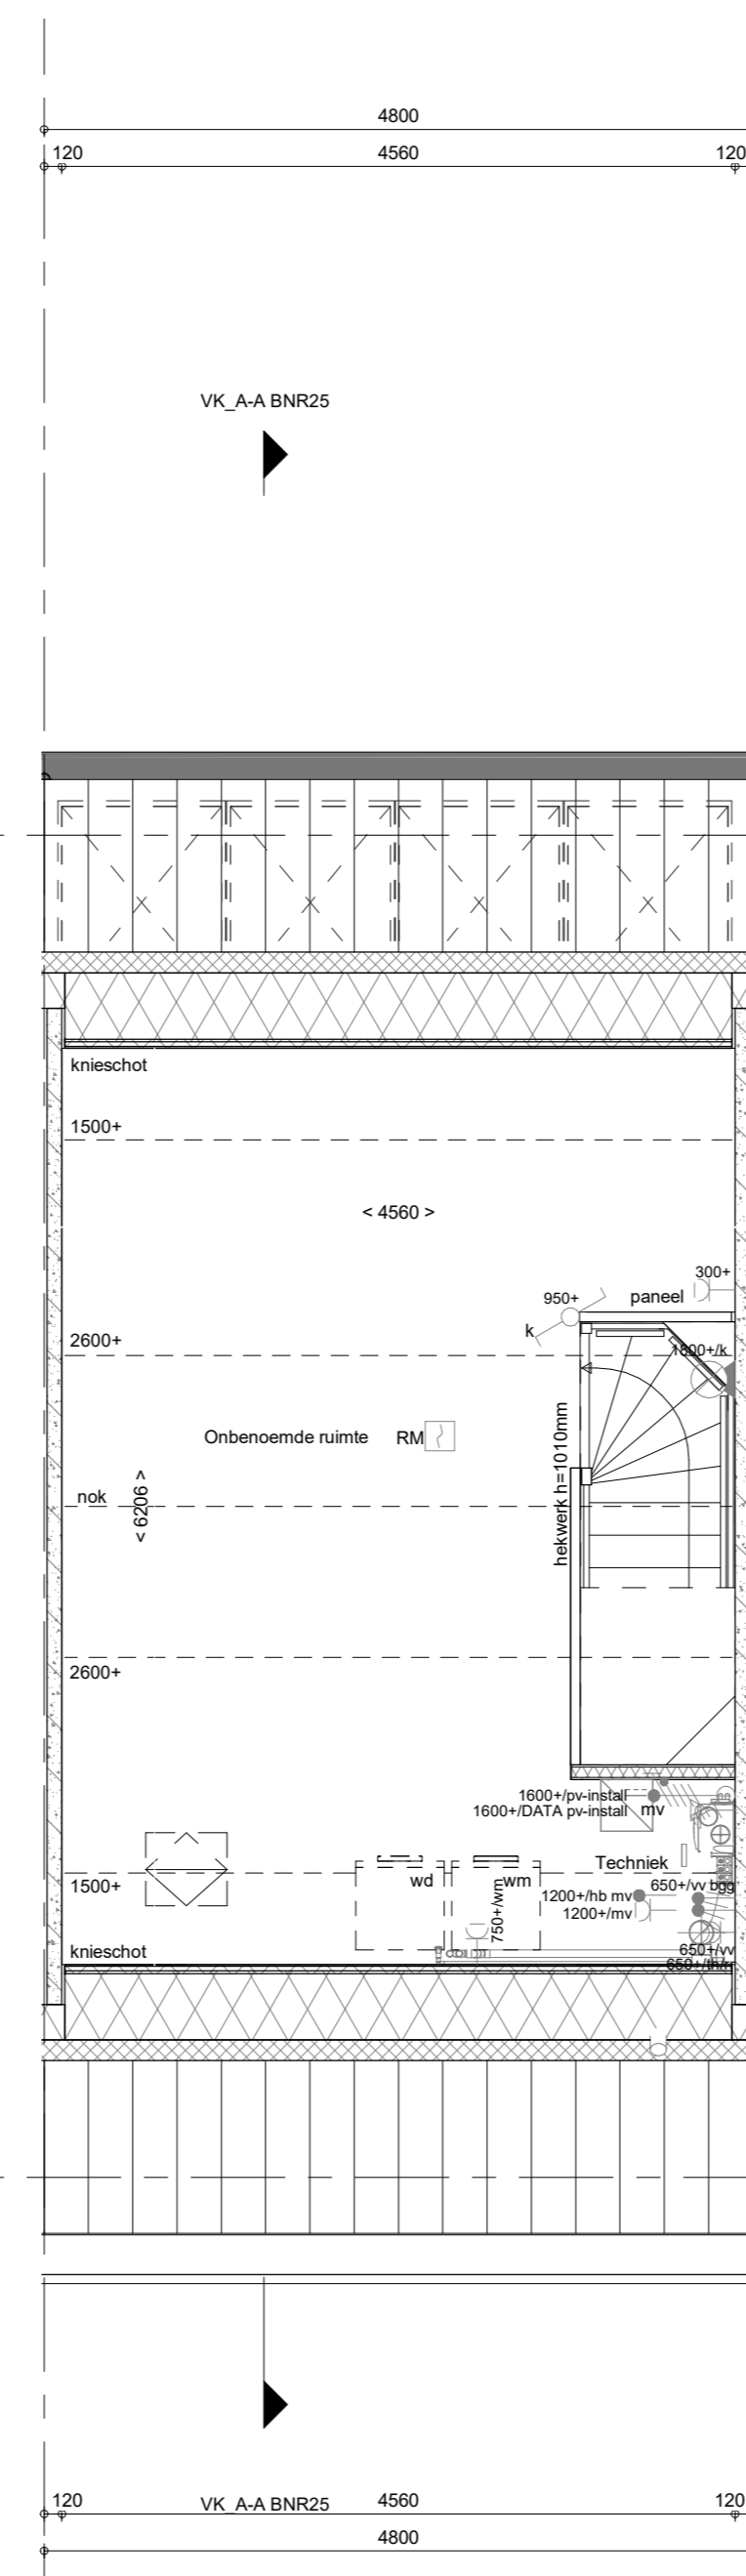 4800
120 4560 120
VK_A-A BNR25
knieschot
1500+
< 4560 >
300+
950+ paneel
k
2600+
1800+/k
Onbenoemde ruimte RM
hekwerk h=1010mm
nok
< 6206 >
2600+
1600+/pv-install
1600+/DATA pv-install mv
Techniek
1500+
wd wm
650+/vv bgg
750+/wm
1200+/hb mv
1200+/mv
knieschot
650+/vv
120 VK_A-A BNR25 4560 120
4800